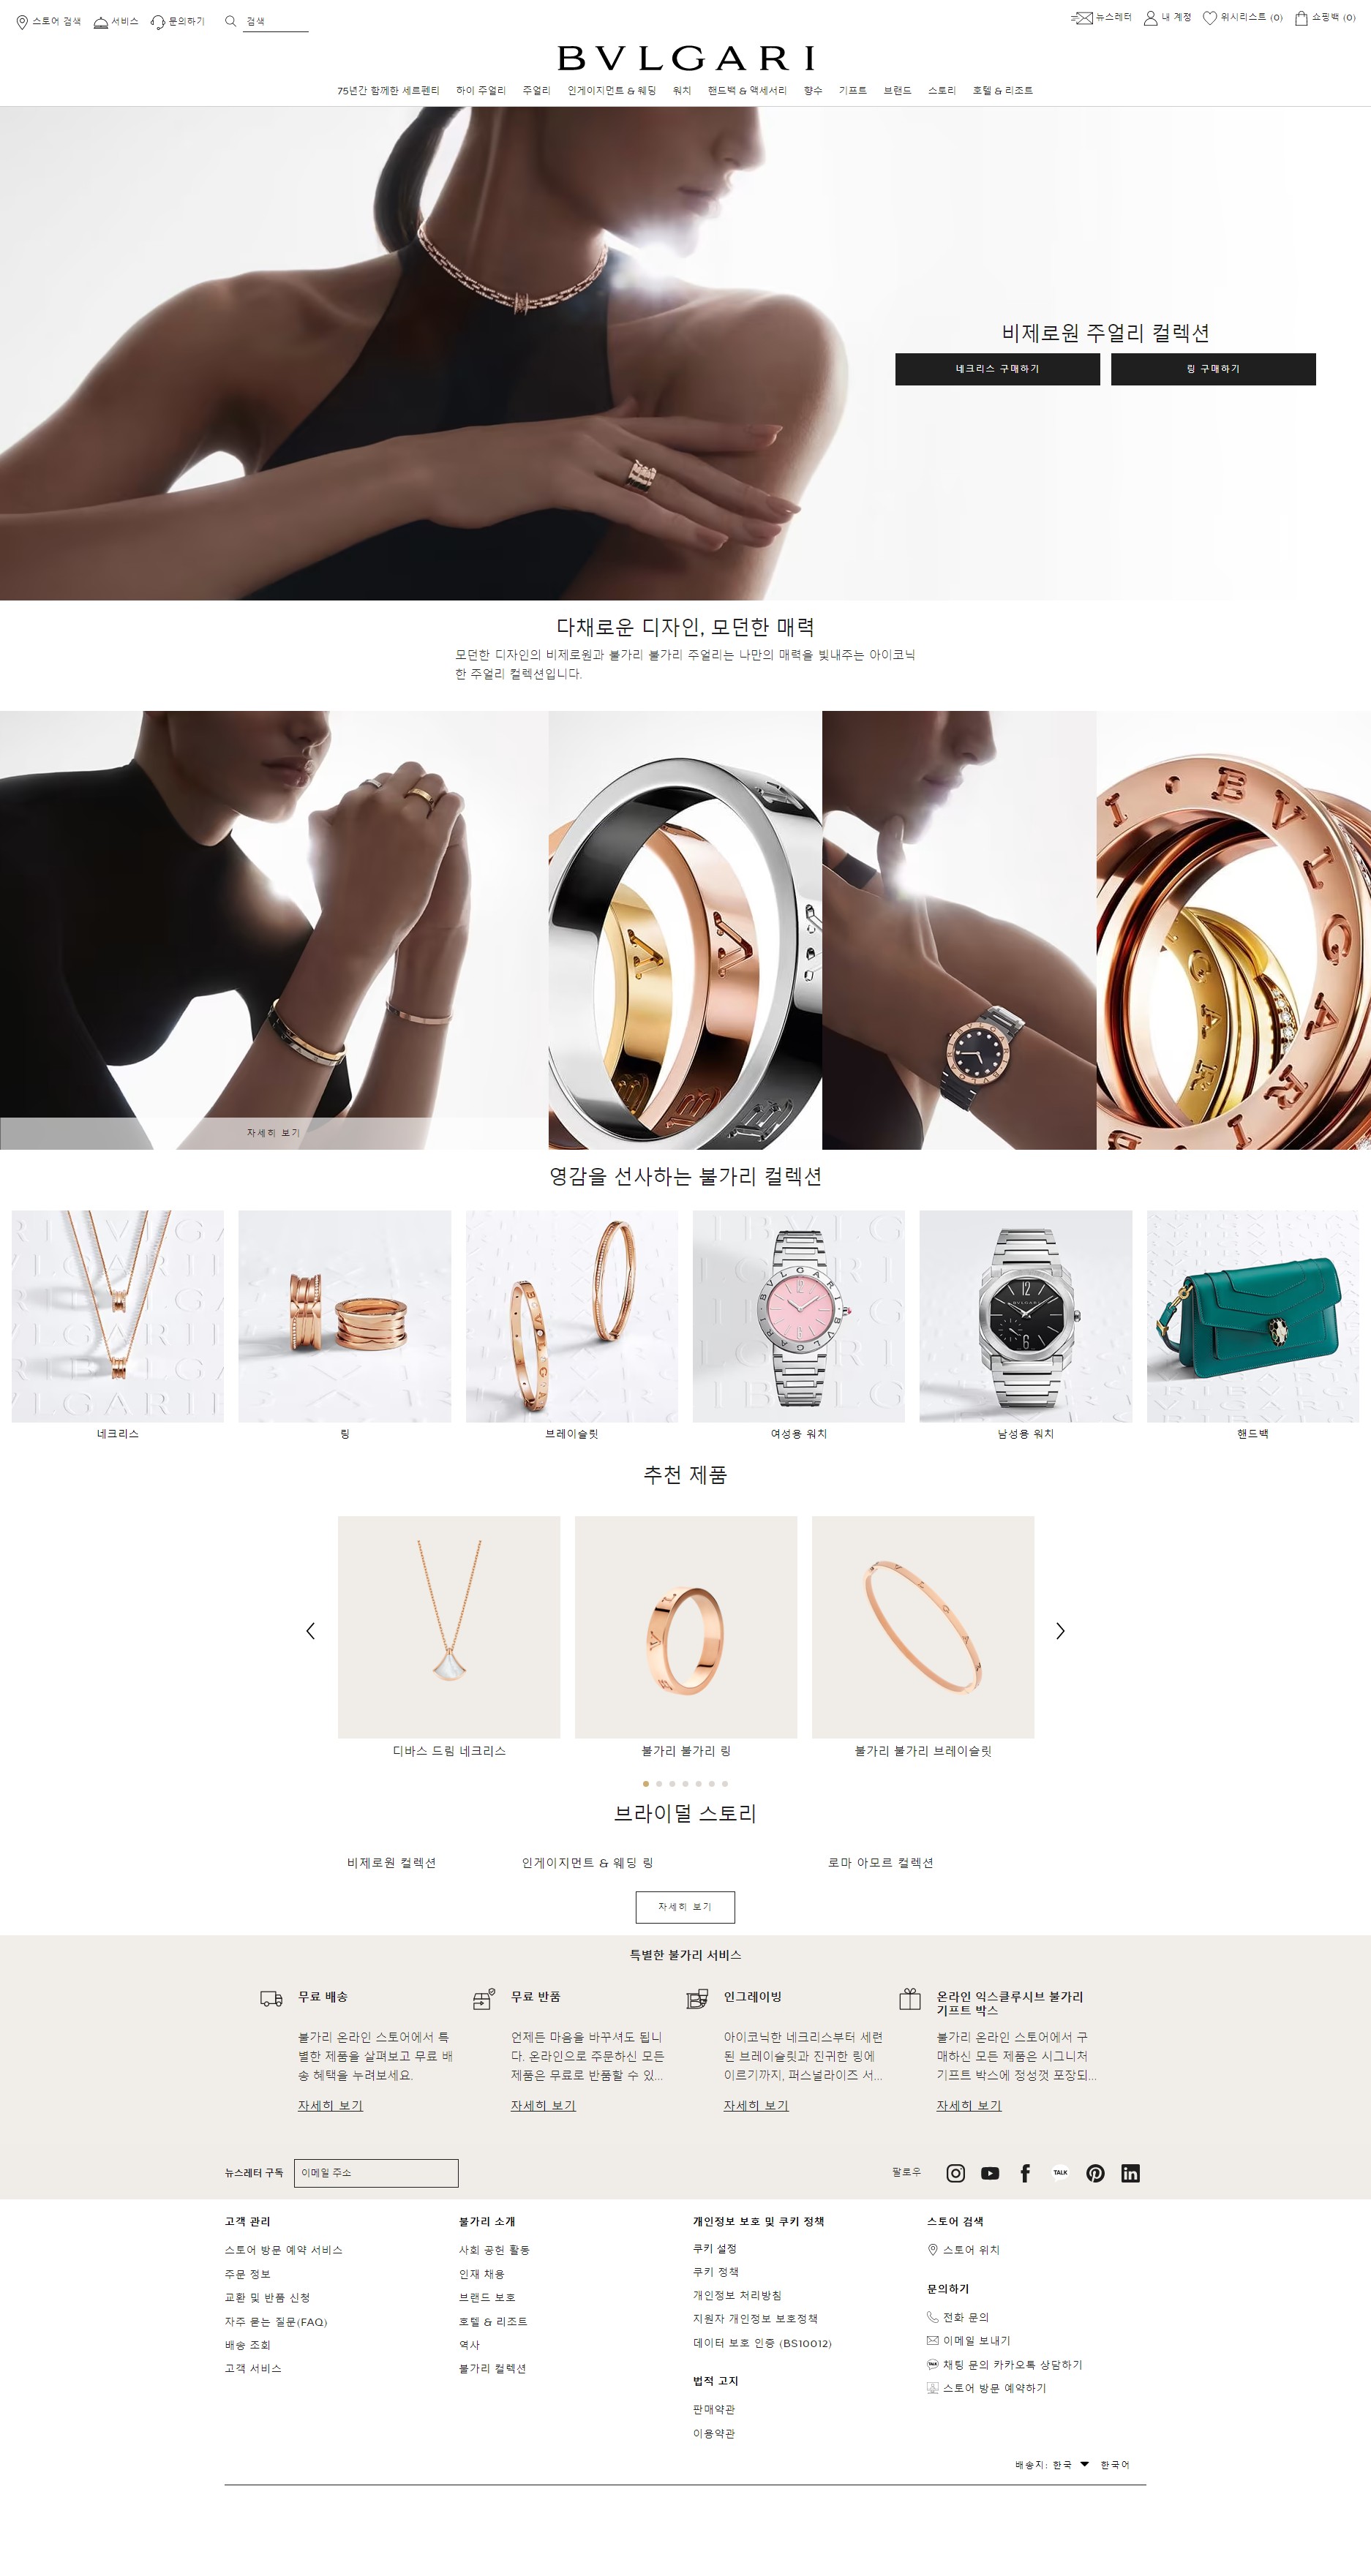 스토어 검색
서비스
문의하기
검색
뉴스레터
내 계정
위시리스트 (0)
쇼핑백 (0)
BVLGARI
75년간 함께한 세르펜티
하이 주얼리
주얼리
인게이지먼트 & 웨딩
워치
핸드백 & 액세서리
향수
기프트
브랜드
스토리
호텔 & 리조트
비제로원 주얼리 컬렉션
네크리스 구매하기
링 구매하기
다채로운 디자인, 모던한 매력
모던한 디자인의 비제로원과 불가리 불가리 주얼리는 나만의 매력을 빛내주는 아이코닉
한 주얼리 컬렉션입니다.
자세히 보기
영감을 선사하는 불가리 컬렉션
네크리스
링
브레이슬릿
여성용 워치
남성용 워치
핸드백
추천 제품
디바스 드림 네크리스
불가리 불가리 링
불가리 불가리 브레이슬릿
브라이덜 스토리
비제로원 컬렉션
인게이지먼트 & 웨딩 링
로마 아모르 컬렉션
자세히 보기
특별한 불가리 서비스
무료 배송
불가리 온라인 스토어에서 특
별한 제품을 살펴보고 무료 배
송 혜택을 누려보세요.
자세히 보기
무료 반품
언제든 마음을 바꾸셔도 됩니
다. 온라인으로 주문하신 모든
제품은 무료로 반품할 수 있...
자세히 보기
인그레이빙
아이코닉한 네크리스부터 세련
된 브레이슬릿과 진귀한 링에
이르기까지, 퍼스널라이즈 서...
자세히 보기
온라인 익스클루시브 불가리
기프트 박스
불가리 온라인 스토어에서 구
매하신 모든 제품은 시그니처
기프트 박스에 정성껏 포장되...
자세히 보기
뉴스레터 구독
이메일 주소
팔로우
TALK
고객 관리
스토어 방문 예약 서비스
주문 정보
교환 및 반품 신청
자주 묻는 질문(FAQ)
배송 조회
고객 서비스
불가리 소개
사회 공헌 활동
인재 채용
브랜드 보호
호텔 & 리조트
역사
불가리 컬렉션
개인정보 보호 및 쿠키 정책
쿠키 설정
쿠키 정책
개인정보 처리방침
지원자 개인정보 보호정책
데이터 보호 인증 (BS10012)
법적 고지
판매약관
이용약관
스토어 검색
스토어 위치
문의하기
전화 문의
이메일 보내기
채팅 문의 카카오톡 상담하기
스토어 방문 예약하기
배송지: 한국
한국어